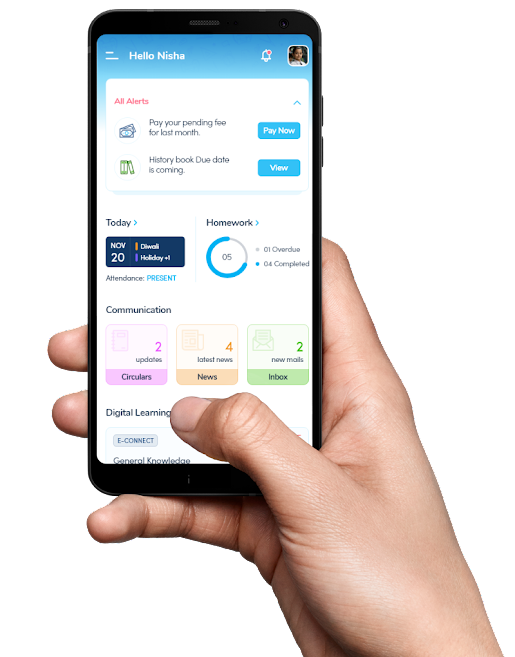 Hello Nisha
All Alerts
Pay your pending fee
for last month.
Pay Now
History book Due date
is coming.
View
Today >
Homework >
NOV
20
Diwali
Holiday +1
05
01 Overdue
04 Completed
Attendance: PRESENT
Communication
2
updates
Circulars
4
latest news
News
2
new mails
Inbox
Digital Learning
E-CONNECT
General Knowledge